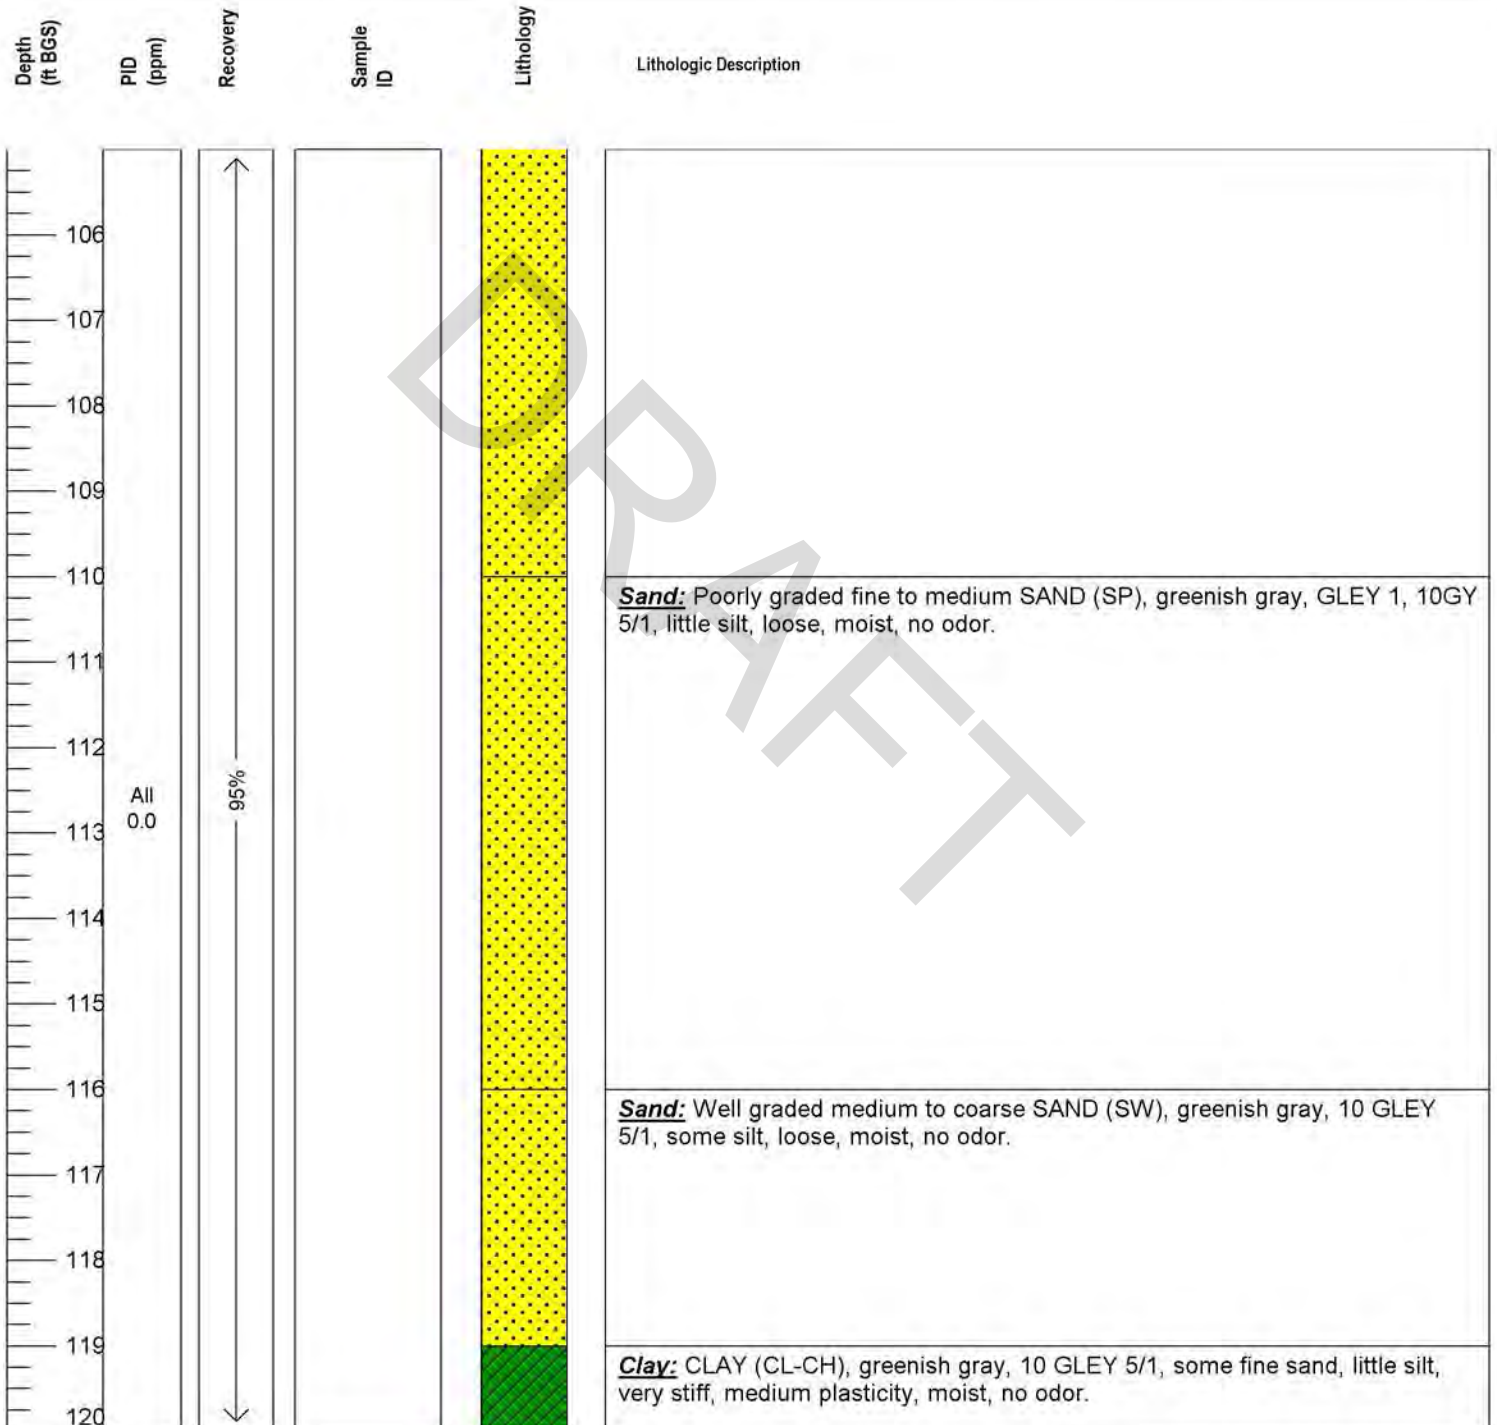 Depth
(ft BGS)
PID
(ppm)
Recovery
Sample
ID
Lithology
Lithologic Description
106
107
108
109
110
111
112
113
114
115
116
117
118
119
120
All
0.0
95%
Sand: Poorly graded fine to medium SAND (SP), greenish gray, GLEY 1, 10GY
5/1, little silt, loose, moist, no odor.
Sand: Well graded medium to coarse SAND (SW), greenish gray, 10 GLEY
5/1, some silt, loose, moist, no odor.
Clay: CLAY (CL-CH), greenish gray, 10 GLEY 5/1, some fine sand, little silt,
very stiff, medium plasticity, moist, no odor.
DRAFT